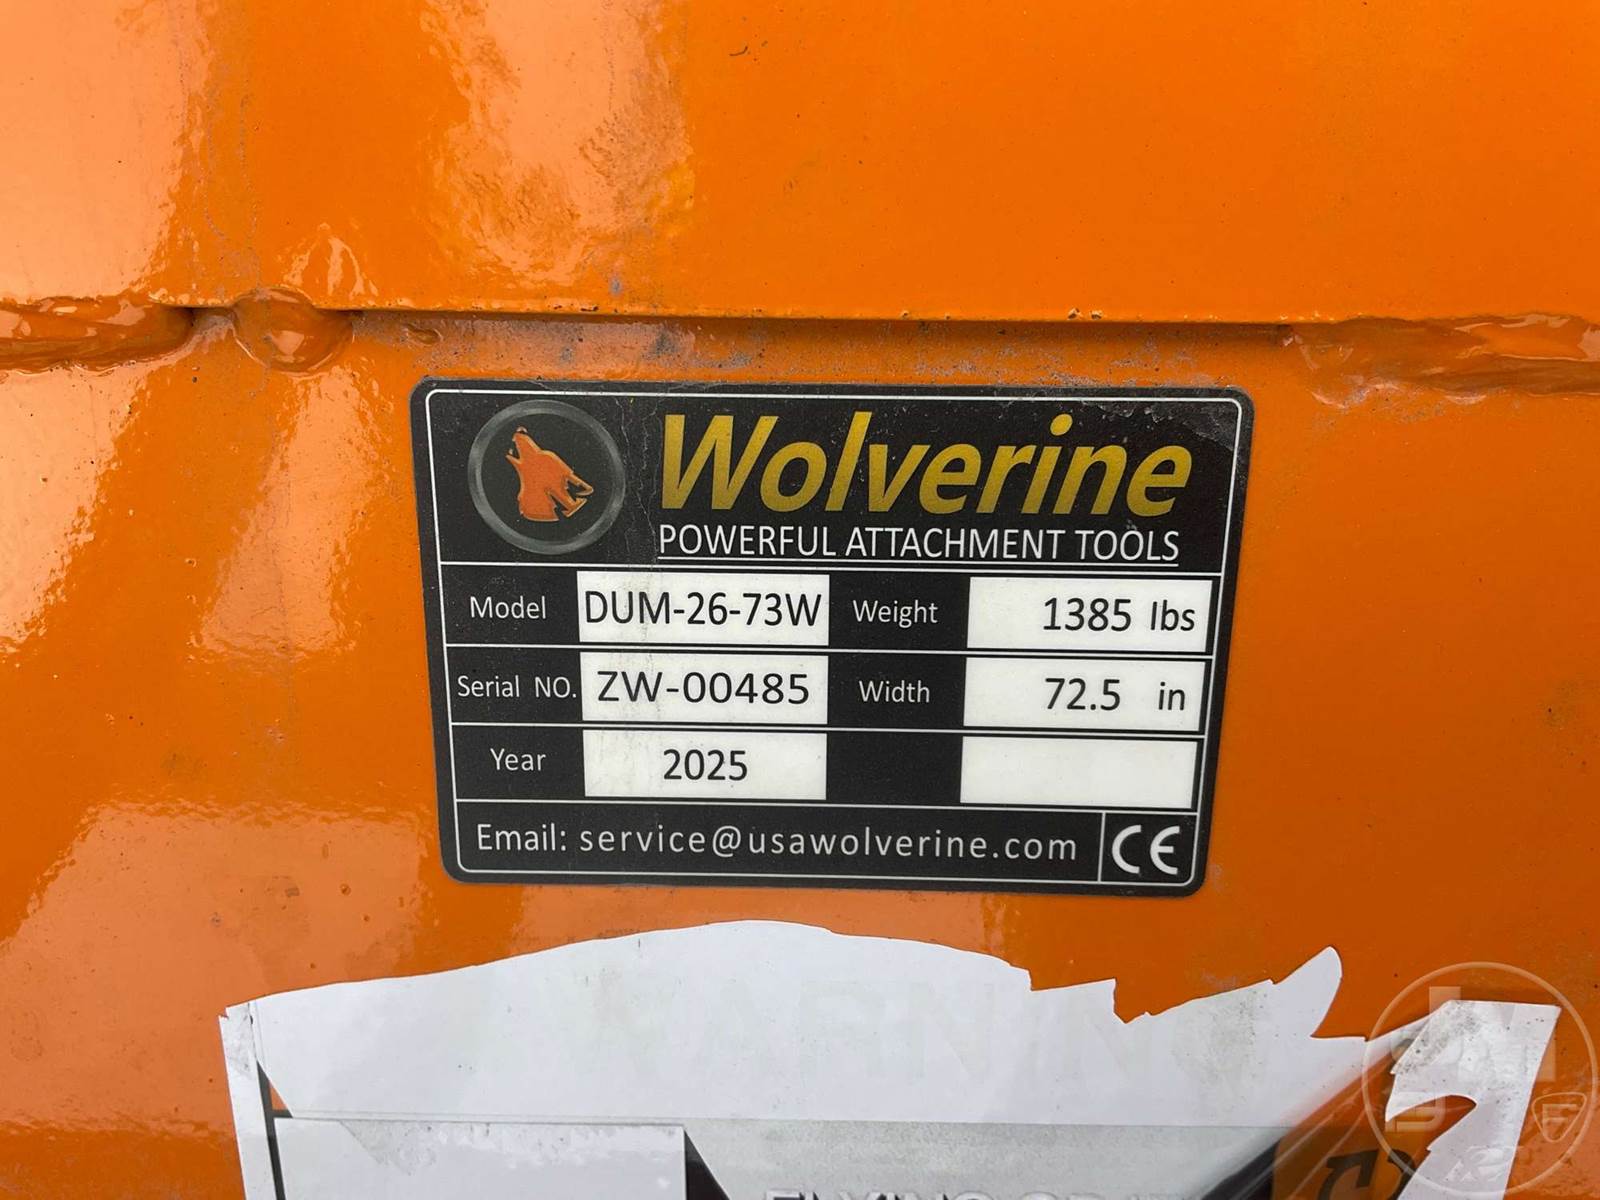 Wolverine
POWERFUL ATTACHMENT TOOLS
Model DUM-26-73W Weight 1385 lbs
Serial NO. ZW-00485 Width 72.5 in
Year 2025
Email: service@usawolverine.com CE
WARNING